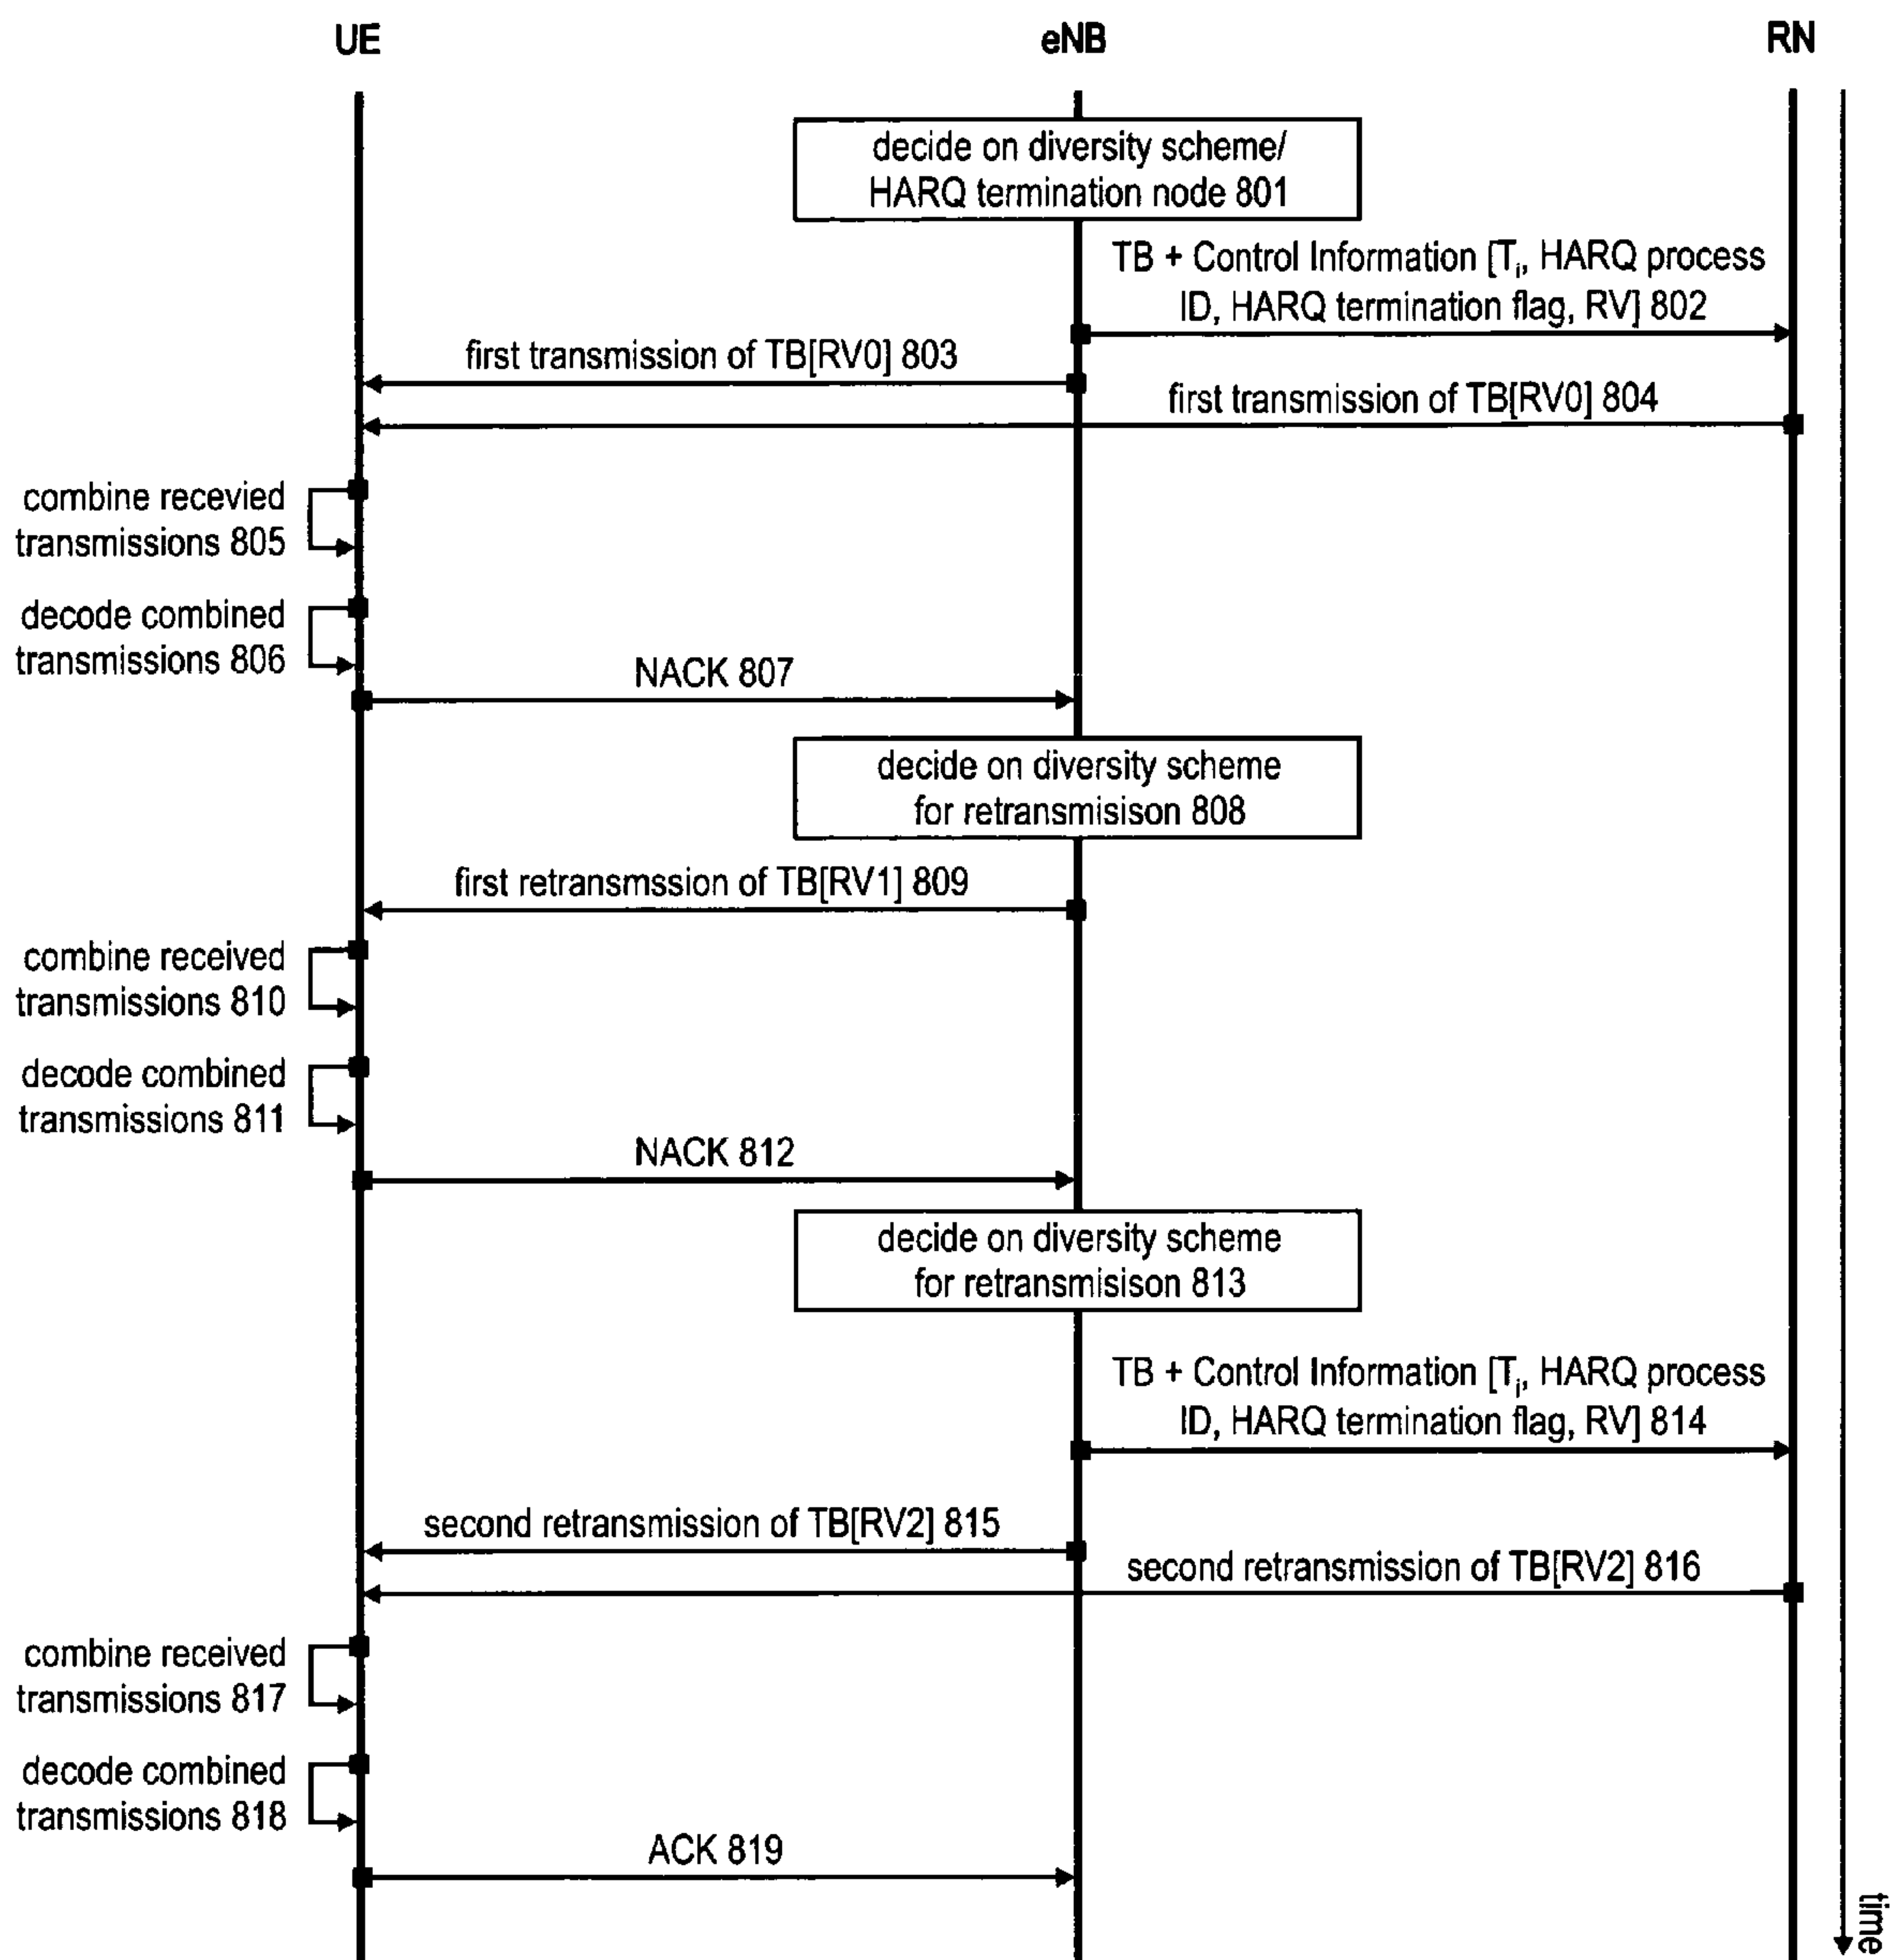 UE
eNB
RN
decide on diversity scheme/
HARQ termination node 801
TB + Control Information [Ti, HARQ process
ID, HARQ termination flag, RV] 802
first transmission of TB[RV0] 803
first transmission of TB[RV0] 804
combine recevied
transmissions 805
decode combined
transmissions 806
NACK 807
decide on diversity scheme
for retransmisison 808
first retransmssion of TB[RV1] 809
combine received
transmissions 810
decode combined
transmissions 811
NACK 812
decide on diversity scheme
for retransmisison 813
TB + Control Information [Ti, HARQ process
ID, HARQ termination flag, RV] 814
second retransmission of TB[RV2] 815
second retransmission of TB[RV2] 816
combine received
transmissions 817
decode combined
transmissions 818
ACK 819
time